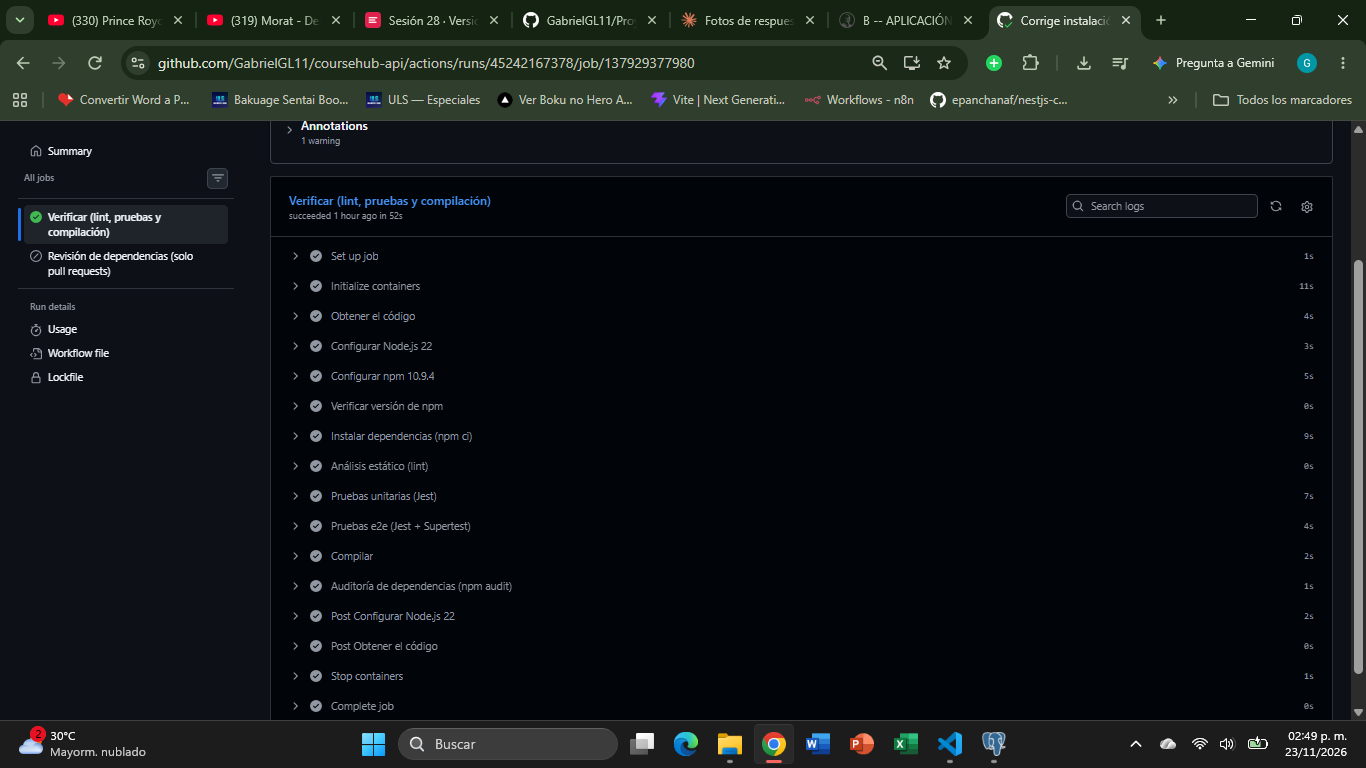 (330) Prince Royc
(319) Morat - De
Sesión 28 · Versi
GabrielGL11/Pro
Fotos de respues
B -- APLICACIÓN
Corrige instalació
github.com/GabrielGL11/coursehub-api/actions/runs/45242167378/job/137929377980
Pregunta a Gemini
G
Convertir Word a P...
Bakuage Sentai Boo...
ULS — Especiales
Ver Boku no Hero A...
Vite | Next Generati...
Workflows - n8n
epanchanaf/nestjs-c...
Todos los marcadores
Summary
All jobs
Verificar (lint, pruebas y
compilación)
Revisión de dependencias (solo
pull requests)
Run details
Usage
Workflow file
Lockfile
Annotations
1 warning
Verificar (lint, pruebas y compilación)
succeeded 1 hour ago in 52s
Search logs
Set up job 1s
Initialize containers 11s
Obtener el código 4s
Configurar Node.js 22 3s
Configurar npm 10.9.4 5s
Verificar versión de npm 0s
Instalar dependencias (npm ci) 9s
Análisis estático (lint) 0s
Pruebas unitarias (Jest) 7s
Pruebas e2e (Jest + Supertest) 4s
Compilar 2s
Auditoría de dependencias (npm audit) 1s
Post Configurar Node.js 22 2s
Post Obtener el código 0s
Stop containers 1s
Complete job 0s
2
30°C
Mayorm. nublado
Buscar
02:49 p. m.
23/11/2026